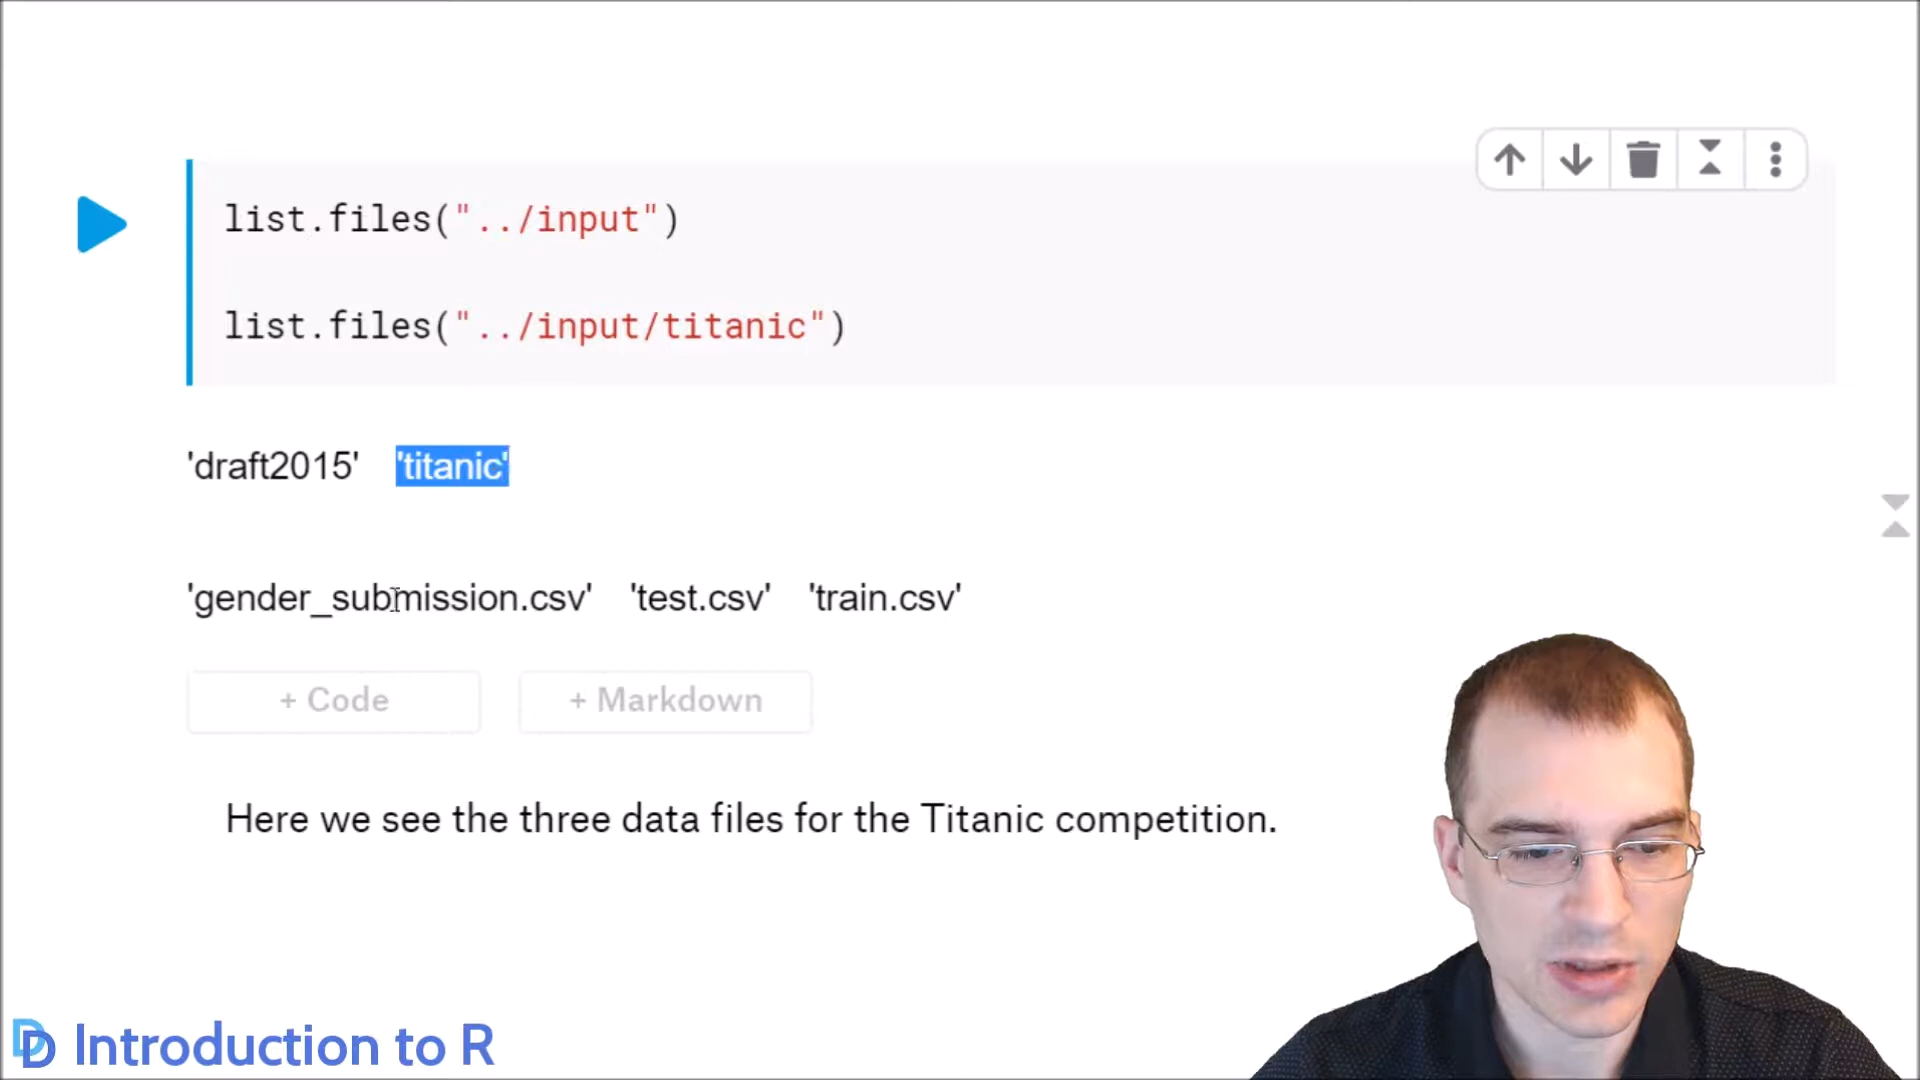 list.files("../input")
list.files("../input/titanic")
'draft2015' 'titanic'
'gender_submission.csv' 'test.csv' 'train.csv'
+ Code + Markdown
Here we see the three data files for the Titanic competition.
D Introduction to R